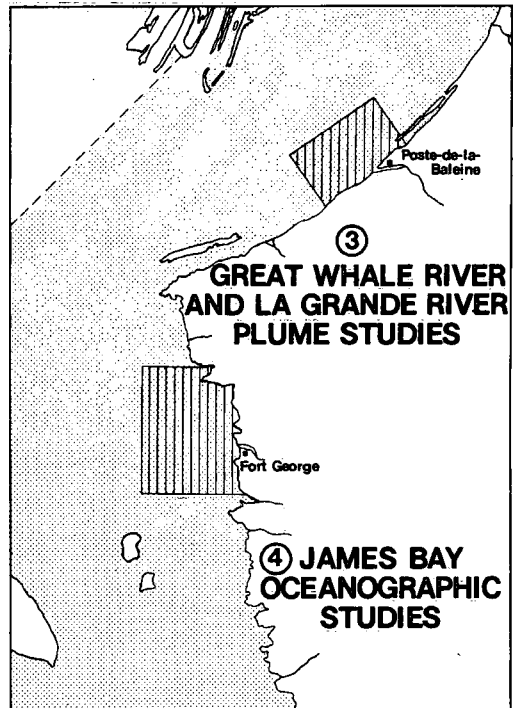 Poste-de-la-
Baleine
③
GREAT WHALE RIVER
AND LA GRANDE RIVER
PLUME STUDIES
Fort George
④ JAMES BAY
OCEANOGRAPHIC
STUDIES